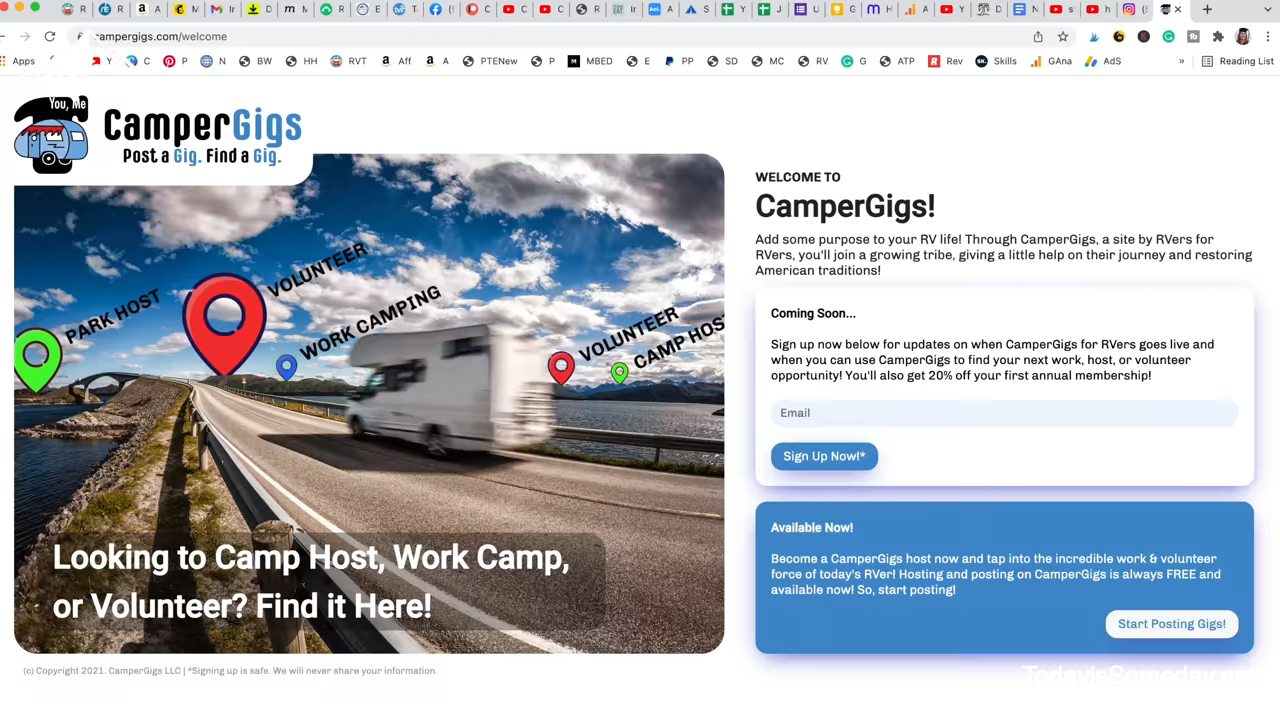 R
R
A
M
Ir
D
m M
R
E
T
(!
C
C
C
R
Ir
A
S
Y
J
U
G
H
A
Y
D
N
s'
h
(!
campergigs.com/welcome
Apps
Y
C
P
N
BW
HH
RVT
Aff
A
PTENew
P
MBED
E
PP
SD
MC
RV
G
ATP
Rev
Skills
GAna
AdS
»
Reading List
You, Me
CamperGigs
Post a Gig. Find a Gig.
WELCOME TO
CamperGigs!
Add some purpose to your RV life! Through CamperGigs, a site by RVers for
RVers, you'll join a growing tribe, giving a little help on their journey and restoring
American traditions!
PARK HOST
VOLUNTEER
WORK CAMPING
VOLUNTEER
CAMP HOST
Looking to Camp Host, Work Camp,
or Volunteer? Find it Here!
Coming Soon...
Sign up now below for updates on when CamperGigs for RVers goes live and
when you can use CamperGigs to find your next work, host, or volunteer
opportunity! You'll also get 20% off your first annual membership!
Email
Sign Up Now!*
Available Now!
Become a CamperGigs host now and tap into the incredible work & volunteer
force of today's RVer! Hosting and posting on CamperGigs is always FREE and
available now! So, start posting!
Start Posting Gigs!
(c) Copyright 2021. CamperGigs LLC | *Signing up is safe. We will never share your information.
TodayisSomeday.net